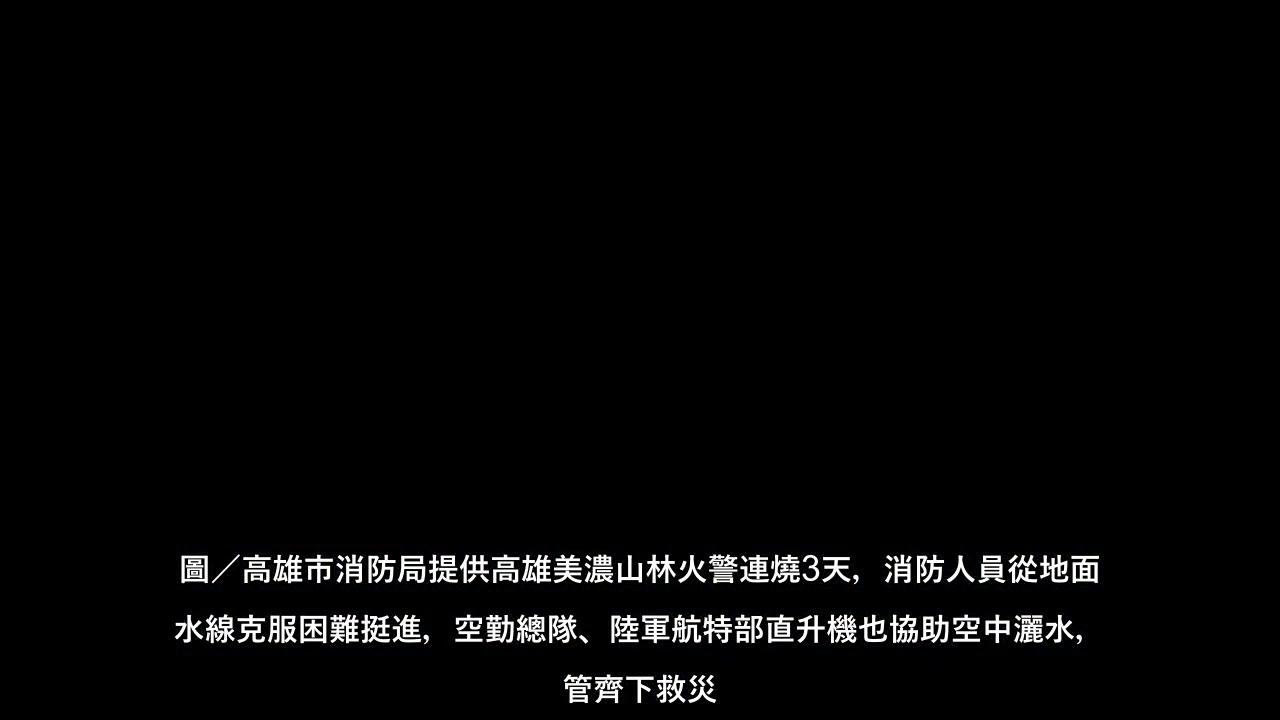 圖／高雄市消防局提供高雄美濃山林火警連燒3天，消防人員從地面
水線克服困難挺進，空勤總隊、陸軍航特部直升機也協助空中灑水，
管齊下救災